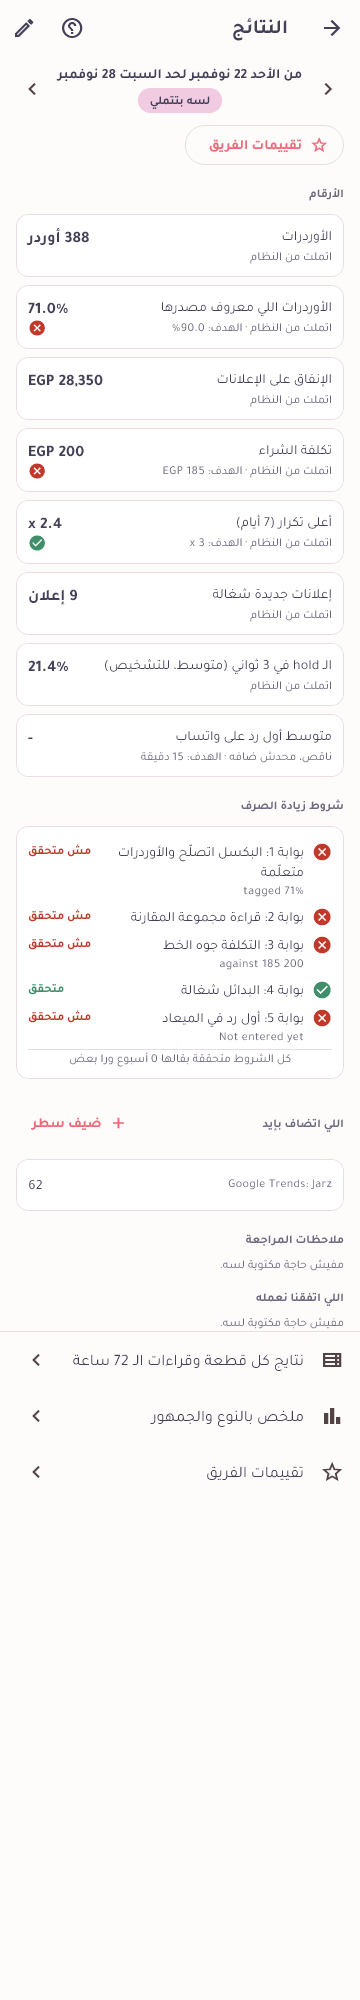 النتائج
من الأحد 22 نوفمبر لحد السبت 28 نوفمبر
لسه بتتملي
تقييمات الفريق
الأرقام
الأوردرات
388 أوردر
اتملت من النظام
الأوردرات اللي معروف مصدرها
71.0%
اتملت من النظام · الهدف: 90.0%
الإنفاق على الإعلانات
EGP 28,350
اتملت من النظام
تكلفة الشراء
EGP 200
اتملت من النظام · الهدف: EGP 185
أعلى تكرار (7 أيام)
2.4 x
اتملت من النظام · الهدف: 3 x
إعلانات جديدة شغالة
9 إعلان
اتملت من النظام
الـ hold في 3 ثواني (متوسط، للتشخيص)
21.4%
اتملت من النظام
متوسط أول رد على واتساب
-
ناقص، محدش ضافه · الهدف: 15 دقيقة
شروط زيادة الصرف
بوابة 1: البكسل اتصلّح والأوردرات
متعلّمة
مش متحقق
tagged 71%
بوابة 2: قراءة مجموعة المقارنة
مش متحقق
بوابة 3: التكلفة جوه الخط
مش متحقق
against 185 200
بوابة 4: البدائل شغالة
متحقق
بوابة 5: أول رد في الميعاد
مش متحقق
Not entered yet
كل الشروط متحققة بقالها 0 أسبوع ورا بعض
اللي اتضاف بإيد
ضيف سطر
Google Trends: Jarz
62
ملاحظات المراجعة
مفيش حاجة مكتوبة لسه.
اللي اتفقنا نعمله
مفيش حاجة مكتوبة لسه.
نتايج كل قطعة وقراءات الـ 72 ساعة
ملخص بالنوع والجمهور
تقييمات الفريق